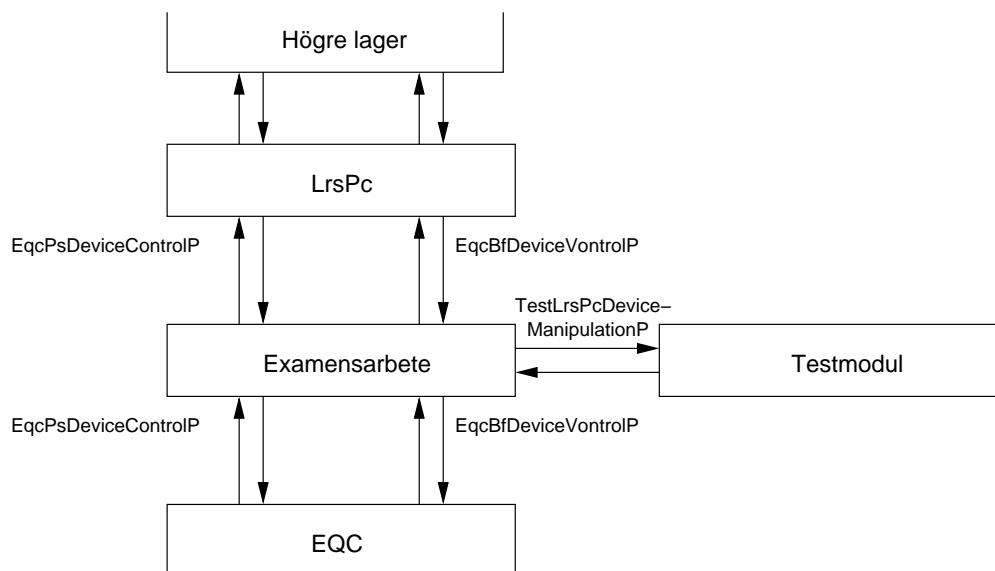 Högre lager
LrsPc
EqcPsDeviceControlP
EqcBfDeviceVontrolP
TestLrsPcDevice–
ManipulationP
Examensarbete
Testmodul
EqcPsDeviceControlP
EqcBfDeviceVontrolP
EQC